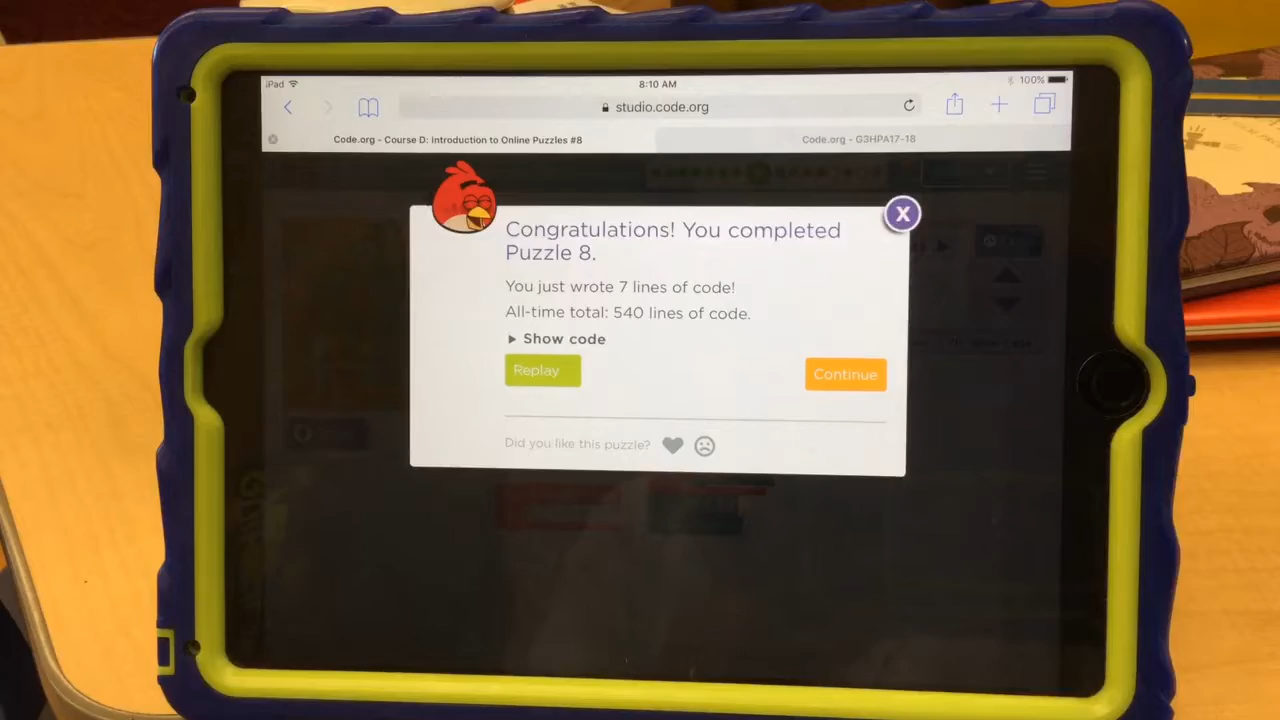 iPad
8:10 AM
100%
studio.code.org
Code.org - Course D: Introduction to Online Puzzles #8
Code.org - G3HPA17-18
Congratulations! You completed
Puzzle 8.
You just wrote 7 lines of code!
All-time total: 540 lines of code.
Show code
Replay
Continue
Did you like this puzzle?
X